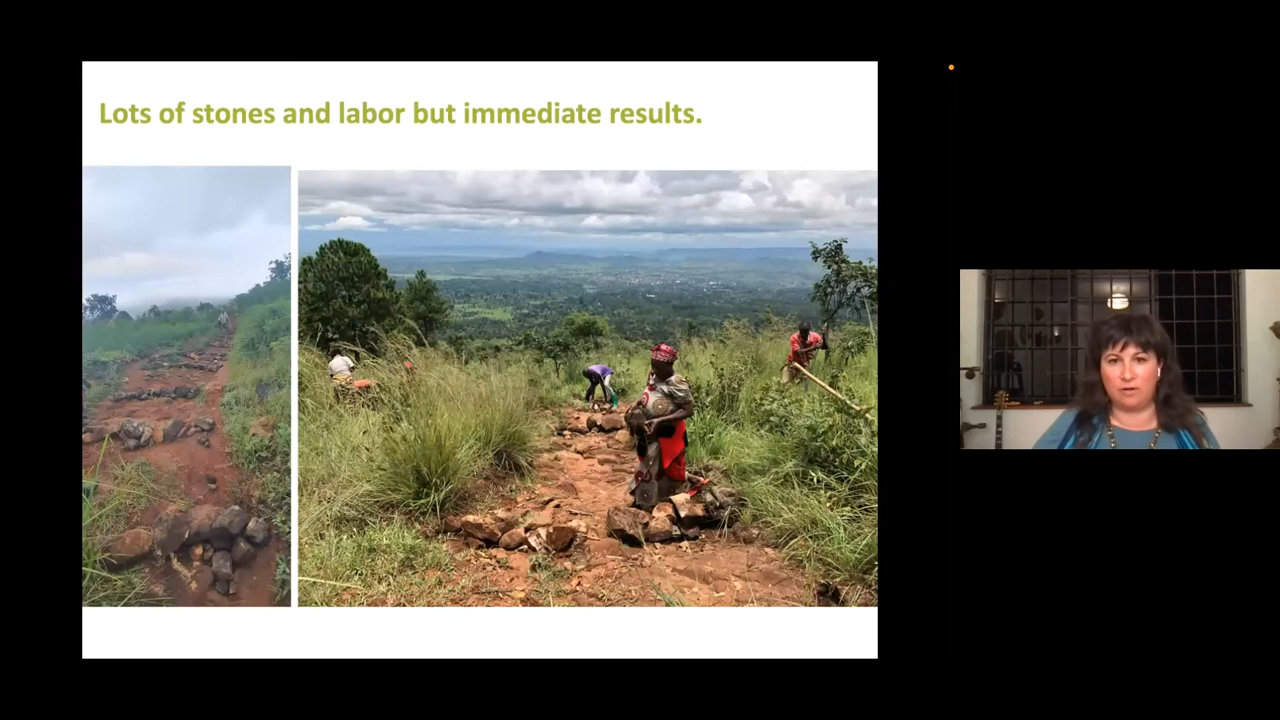 Lots of stones and labor but immediate results.